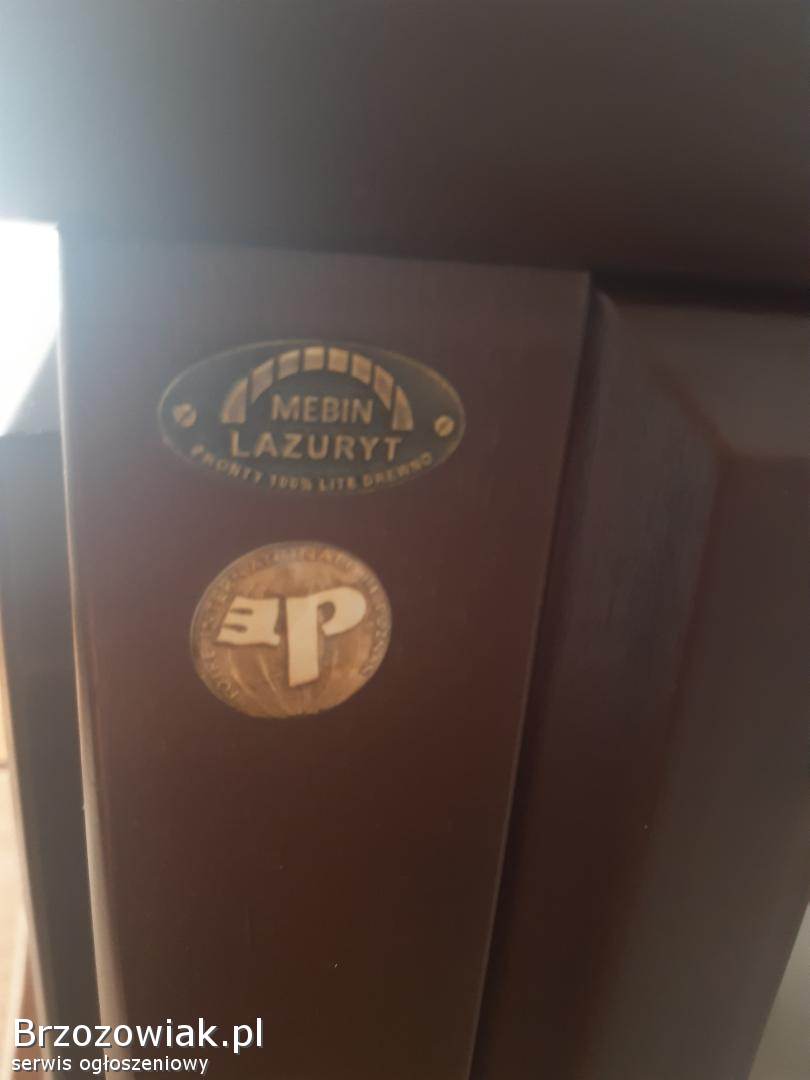 MEBIN
LAZURYT
FRONTY 100% LITE DREWNO
Brzozowiak.pl
serwis ogłoszeniowy